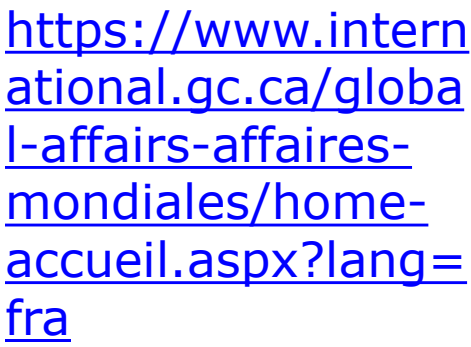 https://www.intern
ational.gc.ca/globa
l-affairs-affaires-
mondiales/home-
accueil.aspx?lang=
fra